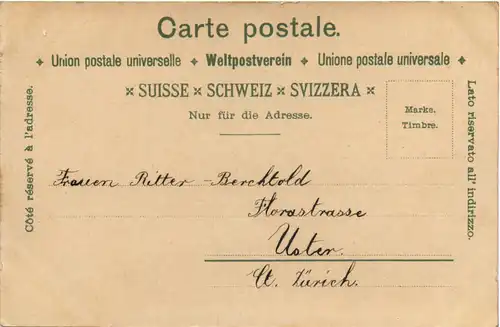 Carte postale.
✦ Union postale universelle ✦ Weltpostverein ✦ Unione postale universale ✦
× SUISSE × SCHWEIZ × SVIZZERA ×
Nur für die Adresse.
Marke.
Timbre.
Côté réservé à l'adresse.
Lato riservato all' indirizzo.
Frauen Ritter-Berchtold
Florastrasse
Uster.
Ct. Zürich.